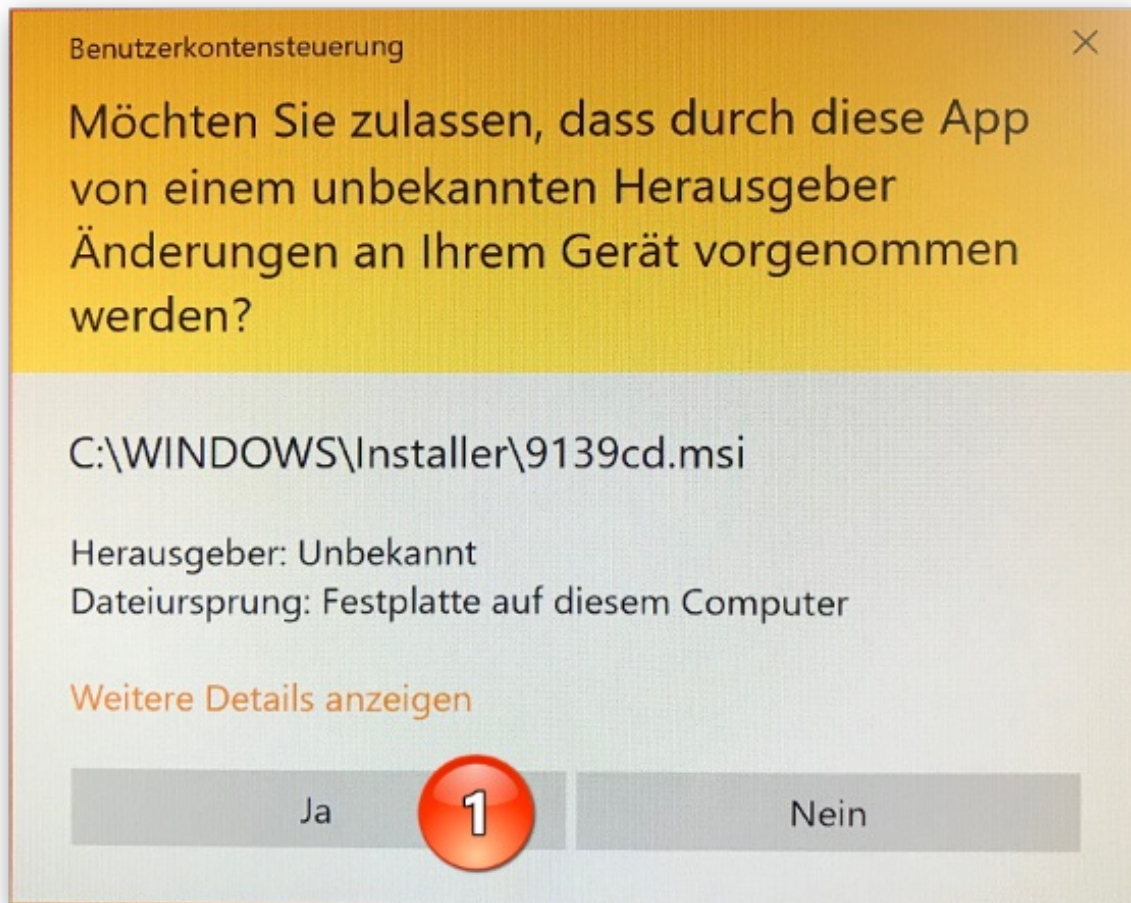 Benutzerkontensteuerung
Möchten Sie zulassen, dass durch diese App
von einem unbekannten Herausgeber
Änderungen an Ihrem Gerät vorgenommen
werden?
C:\WINDOWS\Installer\9139cd.msi
Herausgeber: Unbekannt
Dateiursprung: Festplatte auf diesem Computer
Weitere Details anzeigen
Ja 1 Nein